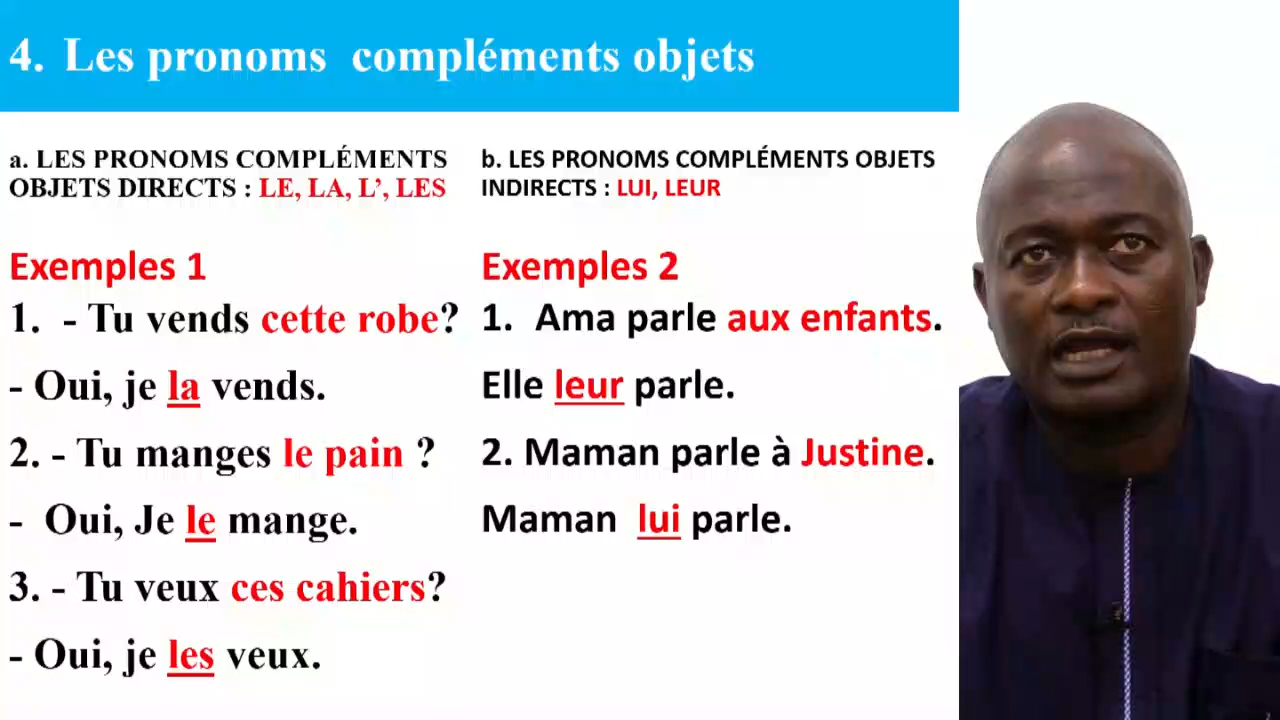 4. Les pronoms compléments objets
a. LES PRONOMS COMPLÉMENTS
OBJETS DIRECTS : LE, LA, L’, LES
Exemples 1
1. - Tu vends cette robe?
- Oui, je la vends.
2. - Tu manges le pain ?
- Oui, Je le mange.
3. - Tu veux ces cahiers?
- Oui, je les veux.
b. LES PRONOMS COMPLÉMENTS OBJETS
INDIRECTS : LUI, LEUR
Exemples 2
1. Ama parle aux enfants.
Elle leur parle.
2. Maman parle à Justine.
Maman lui parle.